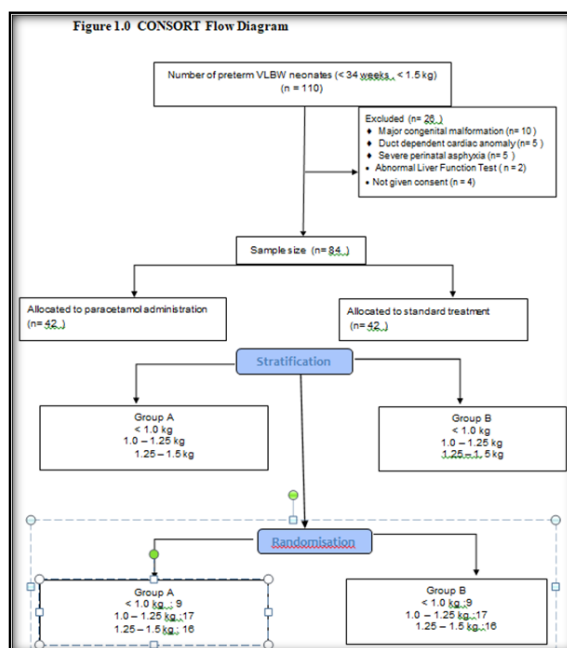 Figure 1.0 CONSORT Flow Diagram
Number of preterm VLBW neonates (< 34 weeks , < 1.5 kg)
(n = 110)
Excluded (n= 26 )
♦ Major congenital malformation (n= 10 )
♦ Duct dependent cardiac anomaly (n= 5 )
♦ Severe perinatal asphyxia (n= 5 )
• Abnormal Liver Function Test ( n = 2)
• Not given consent (n = 4)
Sample size (n= 84 )
Allocated to paracetamol administration
(n= 42 )
Allocated to standard treatment
(n= 42 )
Stratification
Group A
< 1.0 kg
1.0 – 1.25 kg
1.25 – 1.5 kg
Group B
< 1.0 kg
1.0 – 1.25 kg
1.25 – 1. 5 kg
Randomisation
Group A
< 1.0 kg : 9
1.0 – 1.25 kg :17
1.25 – 1.5 kg : 16
Group B
< 1.0 kg :9
1.0 – 1.25 kg :17
1.25 – 1.5 kg :16